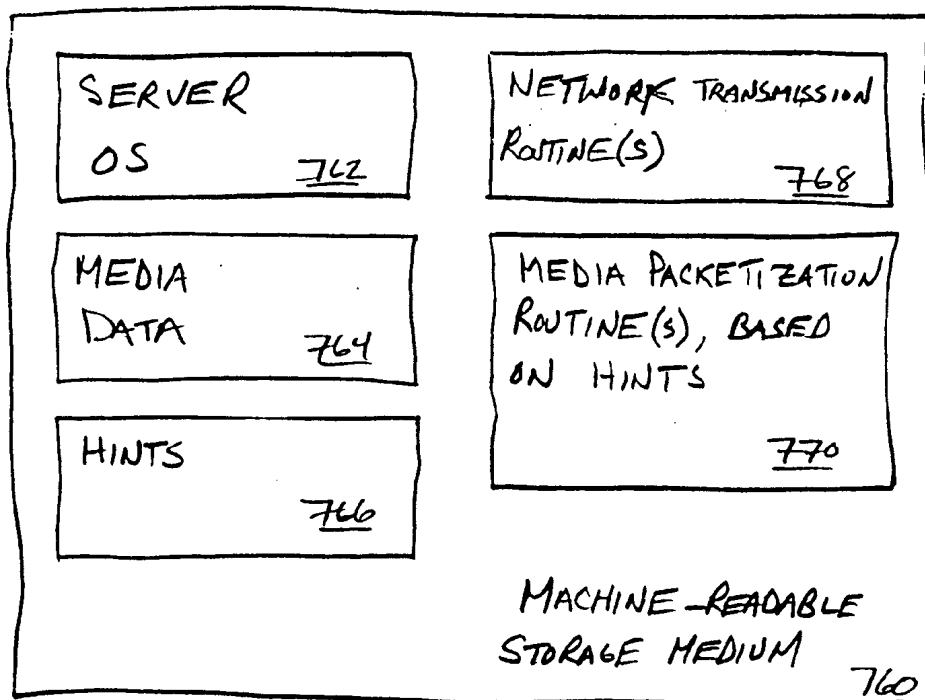 SERVER
OS
762
MEDIA
DATA
764
HINTS
766
NETWORK TRANSMISSION
ROUTINE(S)
768
MEDIA PACKETIZATION
ROUTINE(S), BASED
ON HINTS
770
MACHINE-READABLE
STORAGE MEDIUM
760